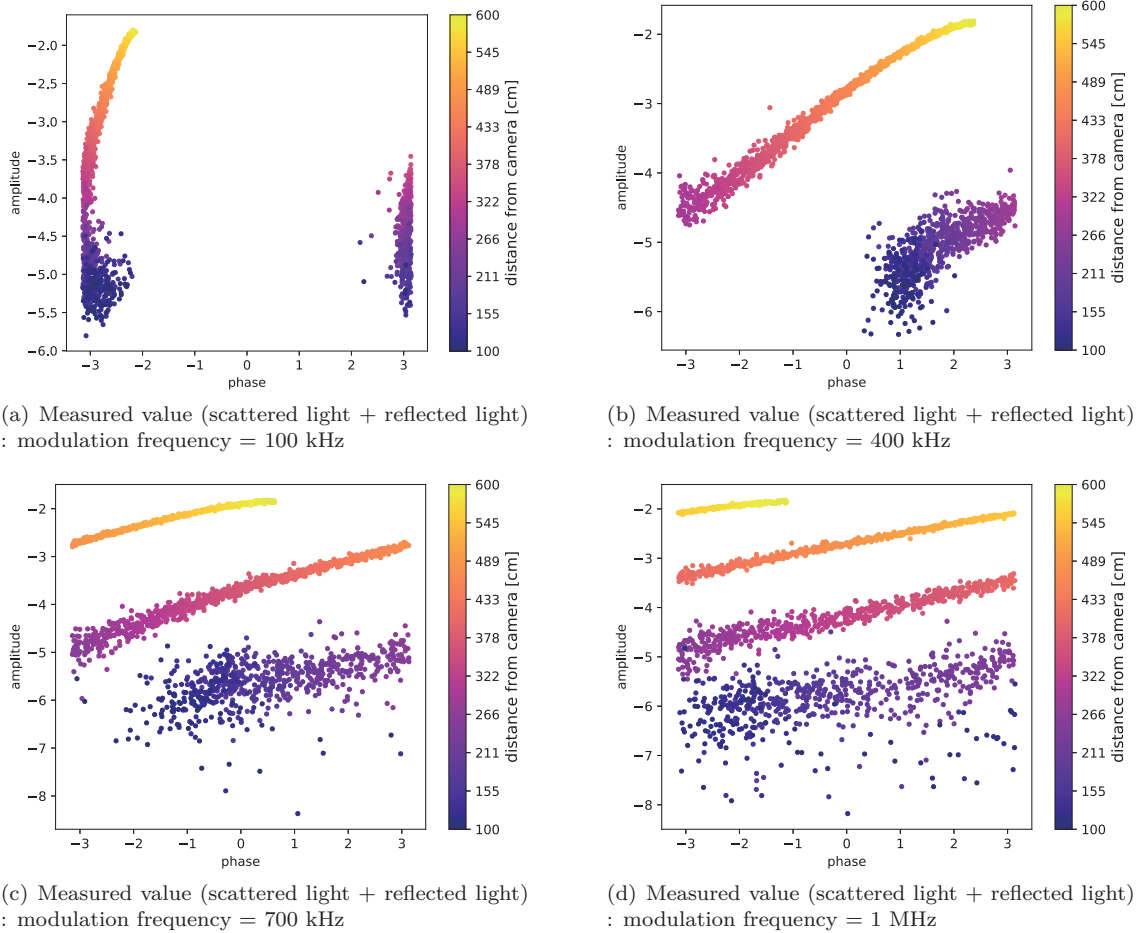 600
545
489
433
378
322
266
211
155
100
distance from camera [cm]
−2.0
−2.5
−3.0
−3.5
−4.0
−4.5
−5.0
−5.5
−6.0
amplitude
−3 −2 −1 0 1 2 3
phase
(a) Measured value (scattered light + reflected light)
: modulation frequency = 100 kHz
600
545
489
433
378
322
266
211
155
100
distance from camera [cm]
−2
−3
−4
−5
−6
amplitude
−3 −2 −1 0 1 2 3
phase
(b) Measured value (scattered light + reflected light)
: modulation frequency = 400 kHz
600
545
489
433
378
322
266
211
155
100
distance from camera [cm]
−2
−3
−4
−5
−6
−7
−8
amplitude
−3 −2 −1 0 1 2 3
phase
(c) Measured value (scattered light + reflected light)
: modulation frequency = 700 kHz
600
545
489
433
378
322
266
211
155
100
distance from camera [cm]
−2
−3
−4
−5
−6
−7
−8
amplitude
−3 −2 −1 0 1 2 3
phase
(d) Measured value (scattered light + reflected light)
: modulation frequency = 1 MHz